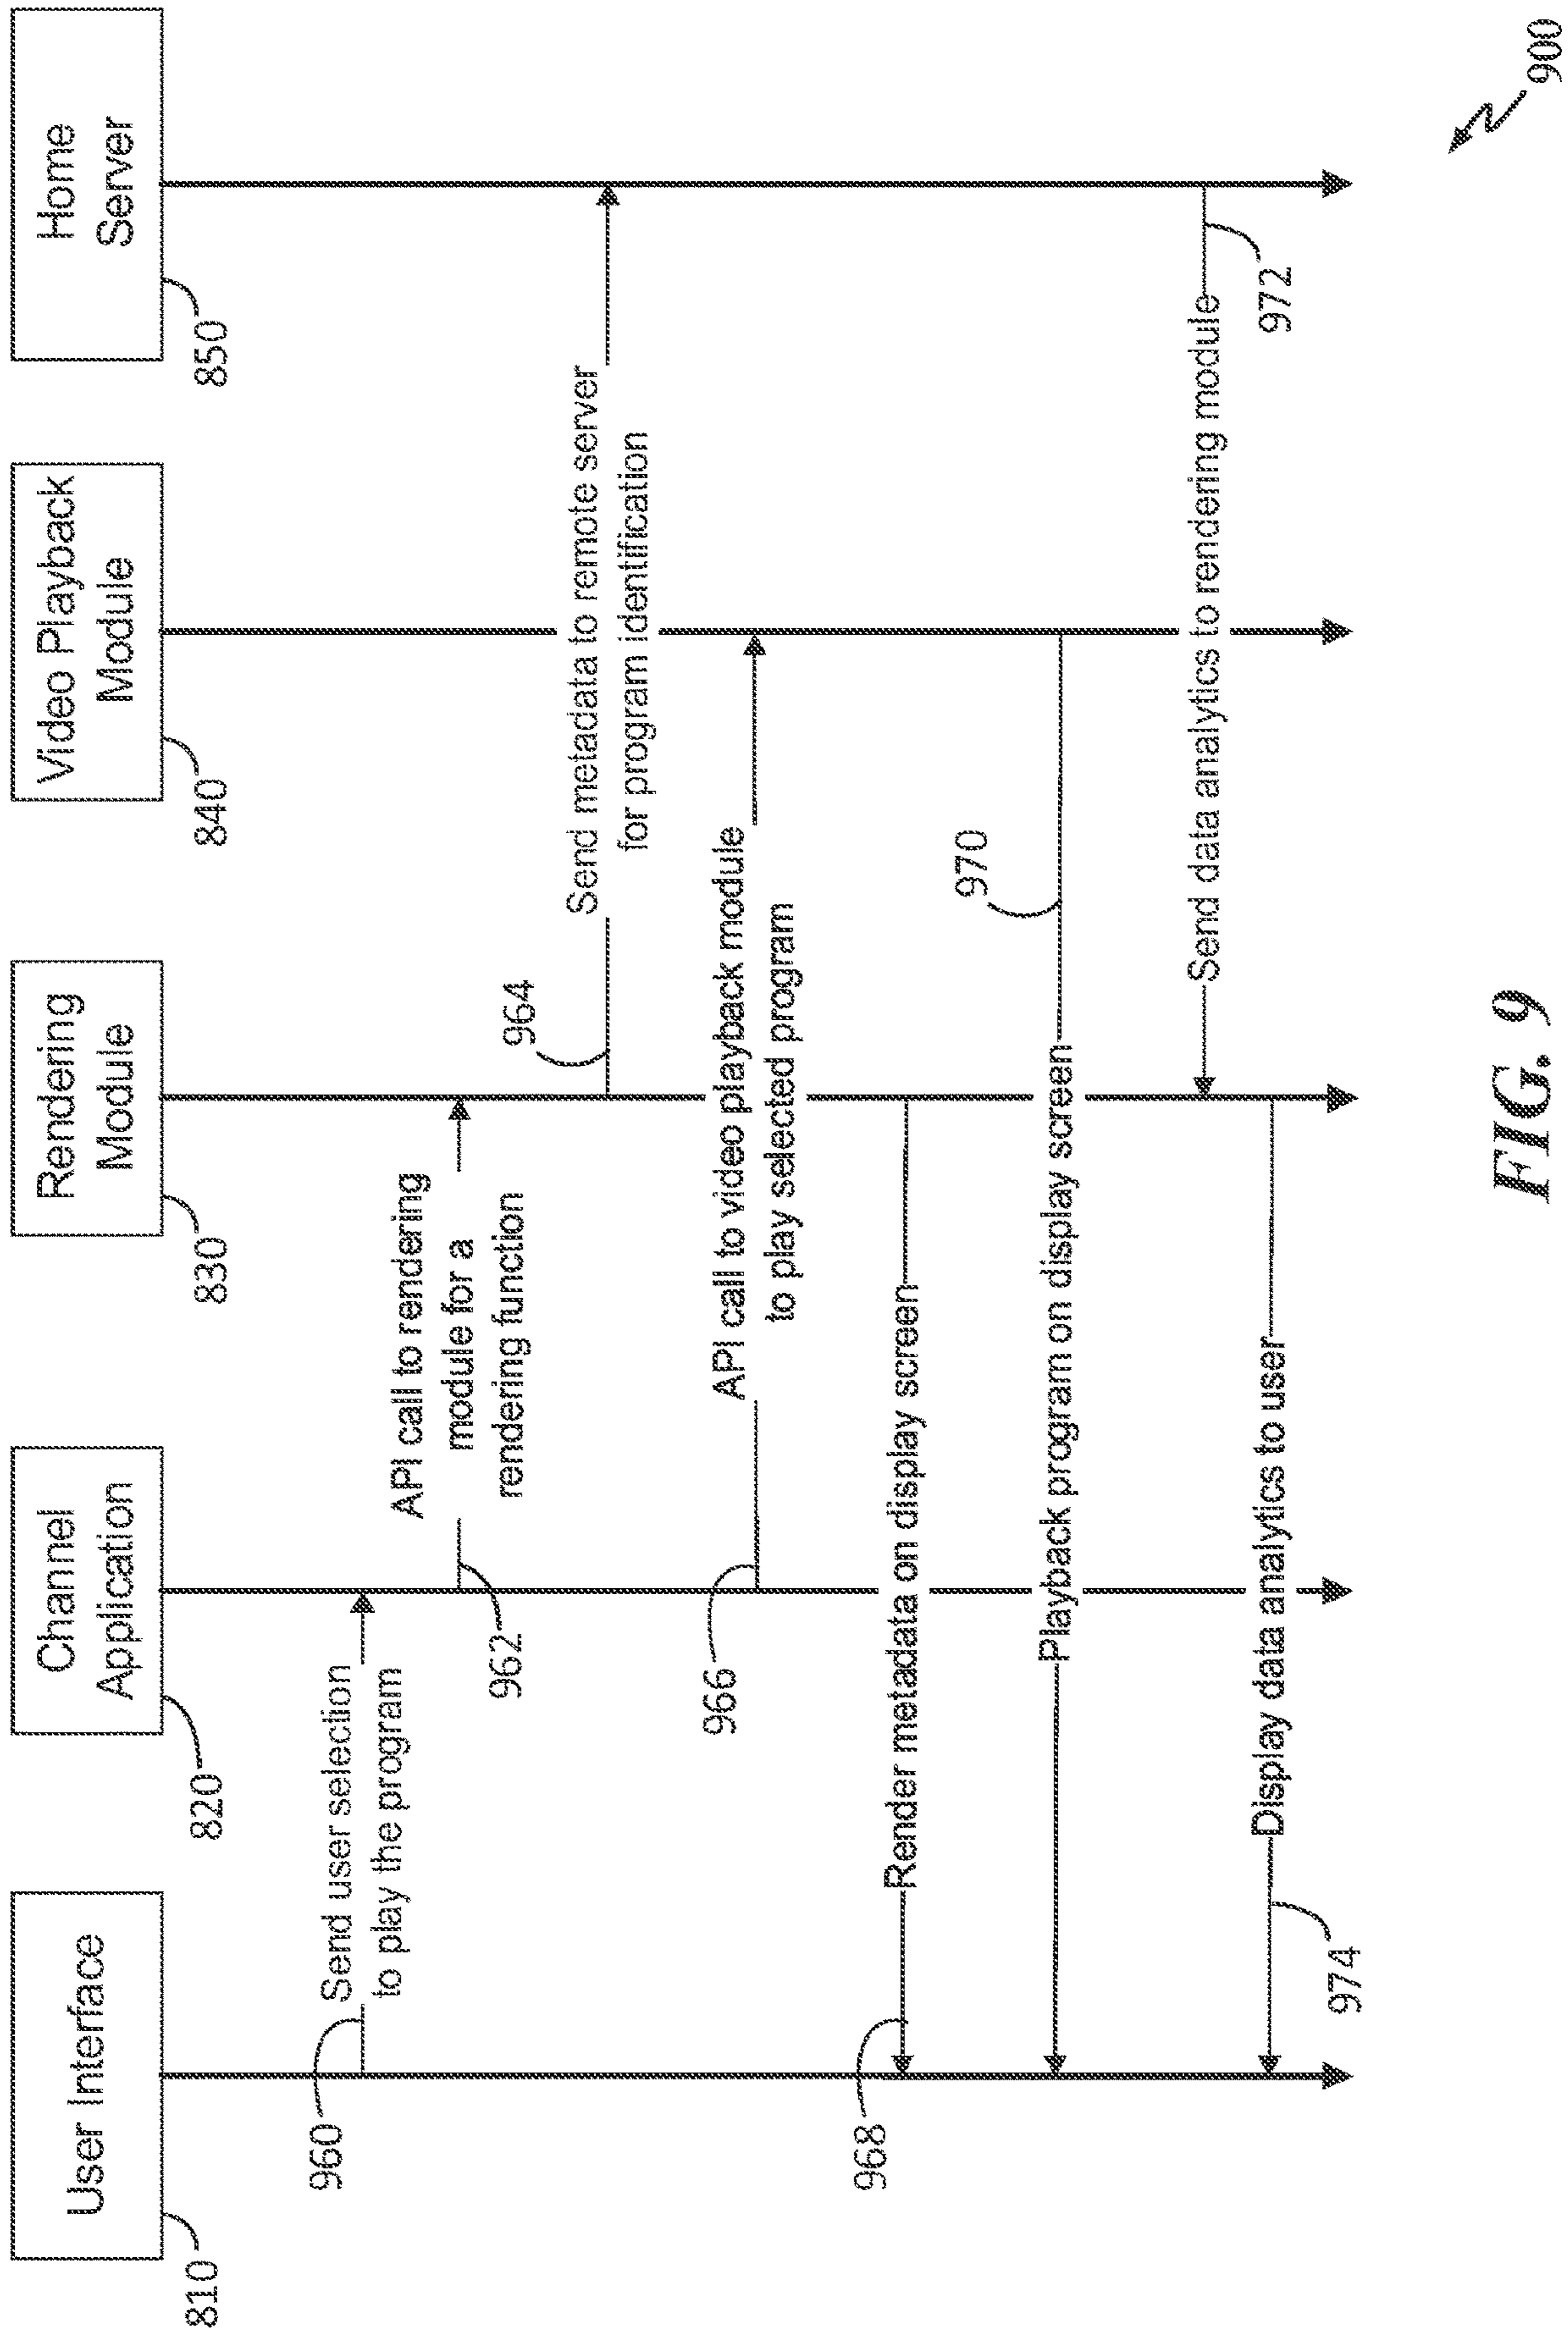 User Interface
810
Channel
Application
820
Rendering
Module
830
Video Playback
Module
840
Home
Server
850
960
Send user selection
to play the program
962
API call to rendering
module for a
rendering function
964
Send metadata to remote server
for program identification
966
API call to video playback module
to play selected program
968
Render metadata on display screen
970
Playback program on display screen
Send data analytics to rendering module
972
Display data analytics to user
974
FIG. 9
900